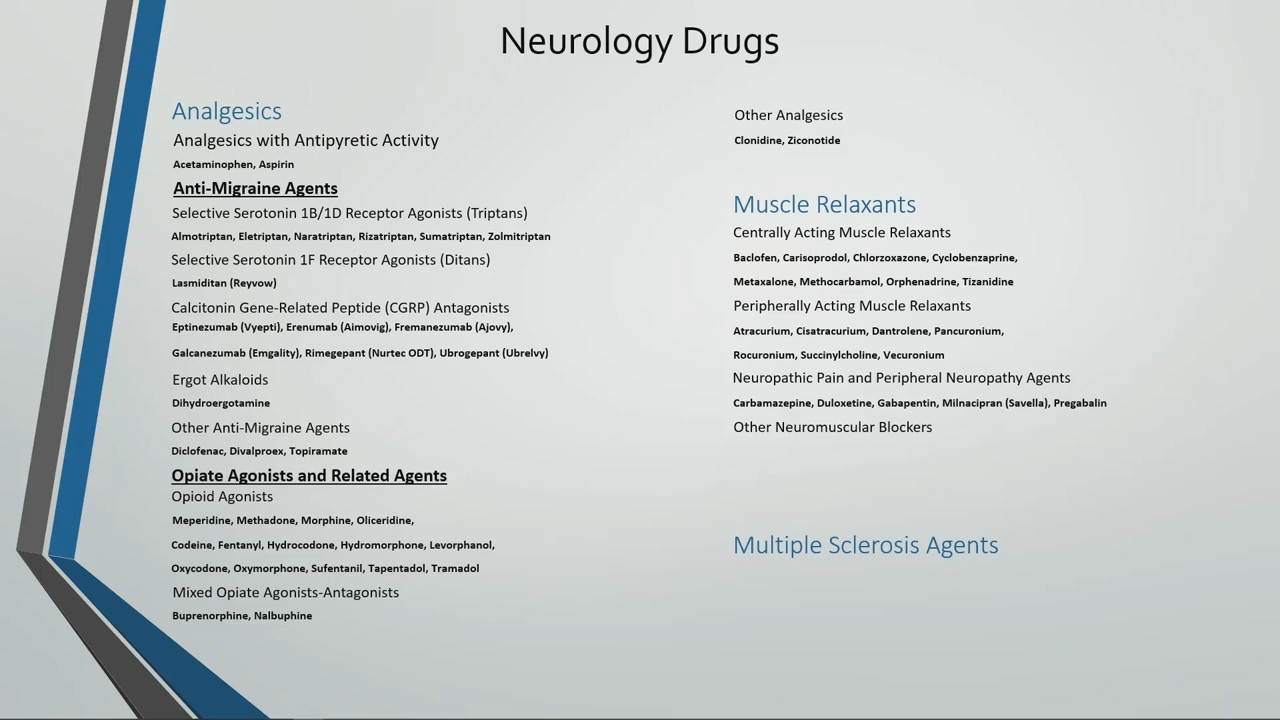 Neurology Drugs
Analgesics
Analgesics with Antipyretic Activity
Acetaminophen, Aspirin
Anti-Migraine Agents
Selective Serotonin 1B/1D Receptor Agonists (Triptans)
Almotriptan, Eletriptan, Naratriptan, Rizatriptan, Sumatriptan, Zolmitriptan
Selective Serotonin 1F Receptor Agonists (Ditans)
Lasmiditan (Reyvow)
Calcitonin Gene-Related Peptide (CGRP) Antagonists
Eptinezumab (Vyepti), Erenumab (Aimovig), Fremanezumab (Ajovy),
Galcanezumab (Emgality), Rimegepant (Nurtec ODT), Ubrogepant (Ubrelvy)
Ergot Alkaloids
Dihydroergotamine
Other Anti-Migraine Agents
Diclofenac, Divalproex, Topiramate
Opiate Agonists and Related Agents
Opioid Agonists
Meperidine, Methadone, Morphine, Oliceridine,
Codeine, Fentanyl, Hydrocodone, Hydromorphone, Levorphanol,
Oxycodone, Oxymorphone, Sufentanil, Tapentadol, Tramadol
Mixed Opiate Agonists-Antagonists
Buprenorphine, Nalbuphine
Other Analgesics
Clonidine, Ziconotide
Muscle Relaxants
Centrally Acting Muscle Relaxants
Baclofen, Carisoprodol, Chlorzoxazone, Cyclobenzaprine,
Metaxalone, Methocarbamol, Orphenadrine, Tizanidine
Peripherally Acting Muscle Relaxants
Atracurium, Cisatracurium, Dantrolene, Pancuronium,
Rocuronium, Succinylcholine, Vecuronium
Neuropathic Pain and Peripheral Neuropathy Agents
Carbamazepine, Duloxetine, Gabapentin, Milnacipran (Savella), Pregabalin
Other Neuromuscular Blockers
Multiple Sclerosis Agents